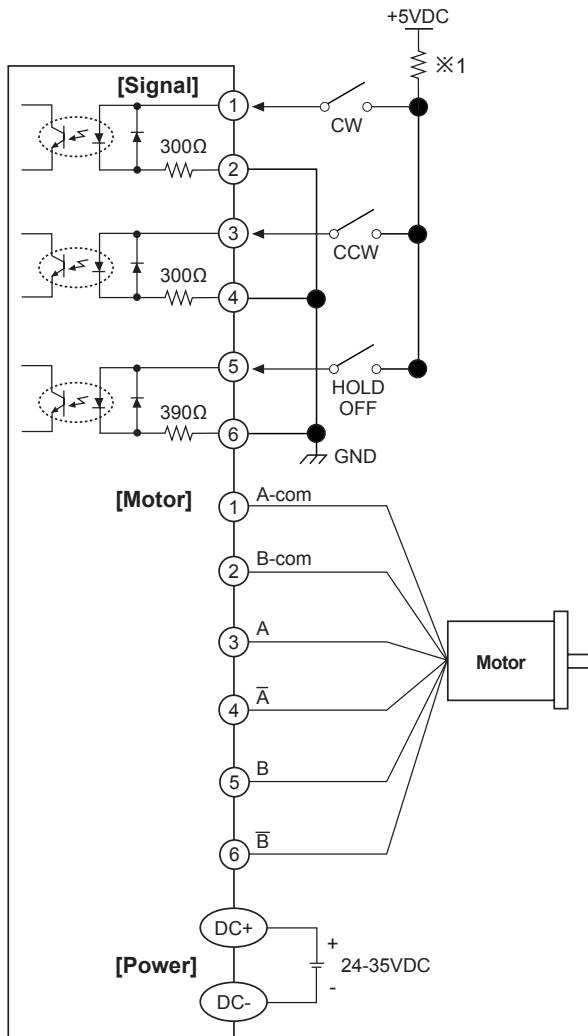 +5VDC
※1
[Signal]
1
CW
300Ω
2
3
CCW
300Ω
4
5
HOLD
OFF
390Ω
6
GND
[Motor]
1
A-com
2
B-com
3
A
Motor
4
A̅
5
B
6
B̅
DC+
+
[Power]
24-35VDC
-
DC-